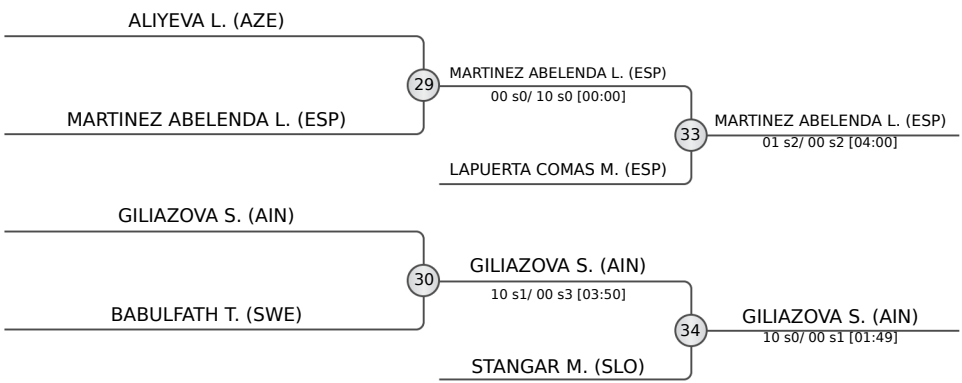 ALIYEVA L. (AZE)
29
MARTINEZ ABELENDA L. (ESP)
MARTINEZ ABELENDA L. (ESP)
00 s0/ 10 s0 [00:00]
33
MARTINEZ ABELENDA L. (ESP)
01 s2/ 00 s2 [04:00]
LAPUERTA COMAS M. (ESP)
GILIAZOVA S. (AIN)
30
BABULFATH T. (SWE)
GILIAZOVA S. (AIN)
10 s1/ 00 s3 [03:50]
34
GILIAZOVA S. (AIN)
10 s0/ 00 s1 [01:49]
STANGAR M. (SLO)